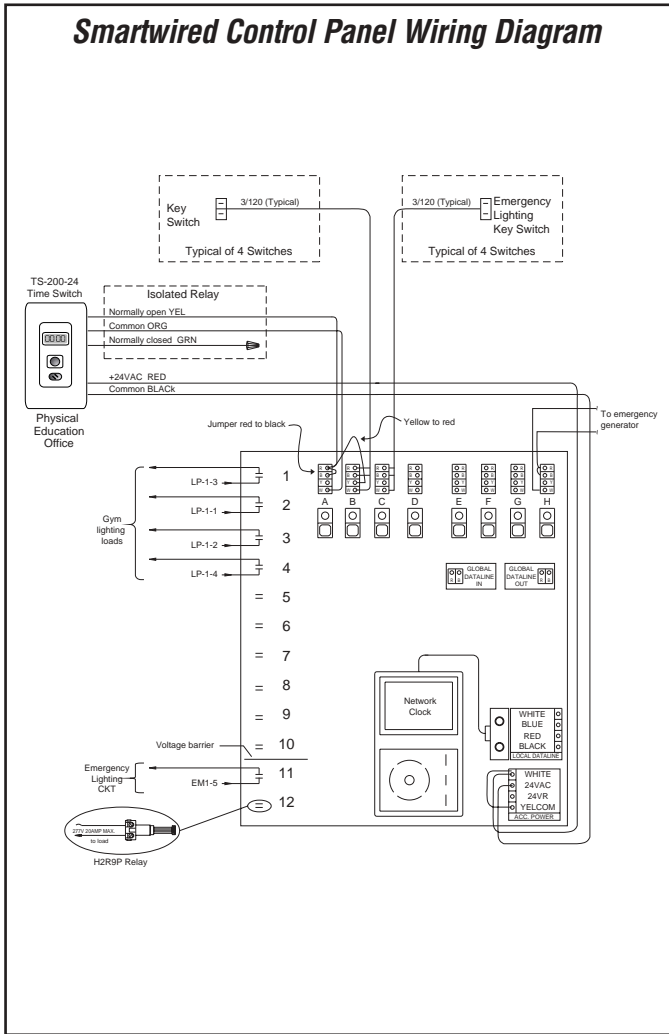 Smartwired Control Panel Wiring Diagram
Key
Switch
3/120 (Typical)
Typical of 4 Switches
3/120 (Typical)
Emergency
Lighting
Key Switch
Typical of 4 Switches
TS-200-24
Time Switch
00:00
Physical
Education
Office
Isolated Relay
Normally open YEL
Common ORG
Normally closed GRN
+24VAC RED
Common BLACk
Jumper red to black
Yellow to red
To emergency
generator
R B Y W
R B Y W
R B Y W
R B Y W
R B Y W
R B Y W
R B Y W
R B Y W
A B C D E F G H
Gym
lighting
loads
LP-1-3
1
LP-1-1
2
LP-1-2
3
LP-1-4
4
5
6
7
8
9
10
Voltage barrier
Emergency
Lighting
CKT
EM1-5
11
12
277V 20AMP MAX.
to load
H2R9P Relay
GLOBAL
DATALINE
IN
GLOBAL
DATALINE
OUT
Network
Clock
WHITE
BLUE
RED
BLACK
LOCAL DATALINE
WHITE
24VAC
24VR
YELCOM
ACC. POWER